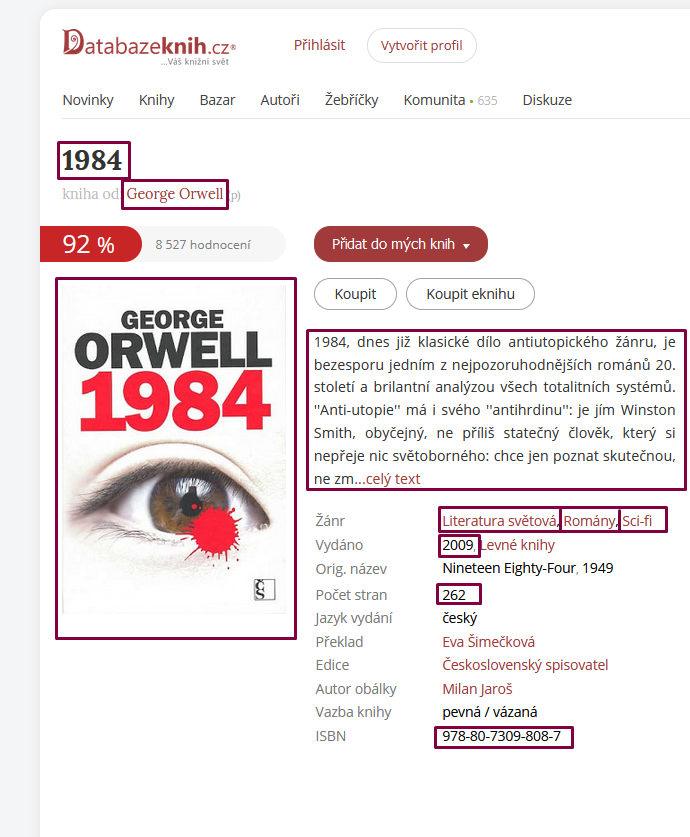 Databazeknih.cz®
...Váš knižní svět
Přihlásit
Vytvořit profil
Novinky Knihy Bazar Autoři Žebříčky Komunita • 635 Diskuze
1984
kniha od: George Orwell (p)
92 %
8 527 hodnocení
Přidat do mých knih
Koupit
Koupit eknihu
GEORGE
ORWELL
1984
ČS
1984, dnes již klasické dílo antiutopického žánru, je
bezesporu jedním z nejpozoruhodnějších románů 20.
století a brilantní analýzou všech totalitních systémů.
"Anti-utopie" má i svého "antihrdinu": je jím Winston
Smith, obyčejný, ne příliš statečný člověk, který si
nepřeje nic světoborného: chce jen poznat skutečnou,
ne zm...celý text
Žánr Literatura světová, Romány, Sci-fi
Vydáno 2009, Levné knihy
Orig. název Nineteen Eighty-Four, 1949
Počet stran 262
Jazyk vydání český
Překlad Eva Šimečková
Edice Československý spisovatel
Autor obálky Milan Jaroš
Vazba knihy pevná / vázaná
ISBN 978-80-7309-808-7